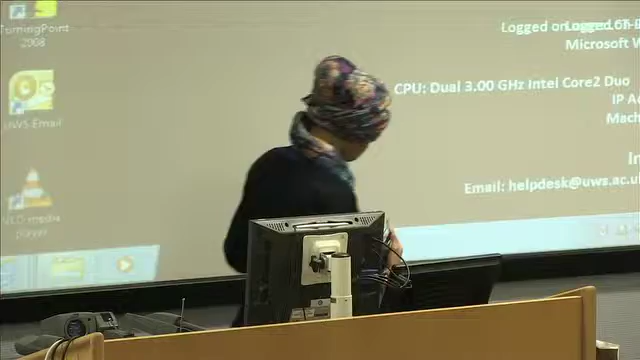 TurningPoint
2008
UWS Email
VLC media
player
Logged on
Microsoft W
CPU: Dual 3.00 GHz Intel Core2 Duo
IP Ad
Mach
In
Email: helpdesk@uws.ac.u